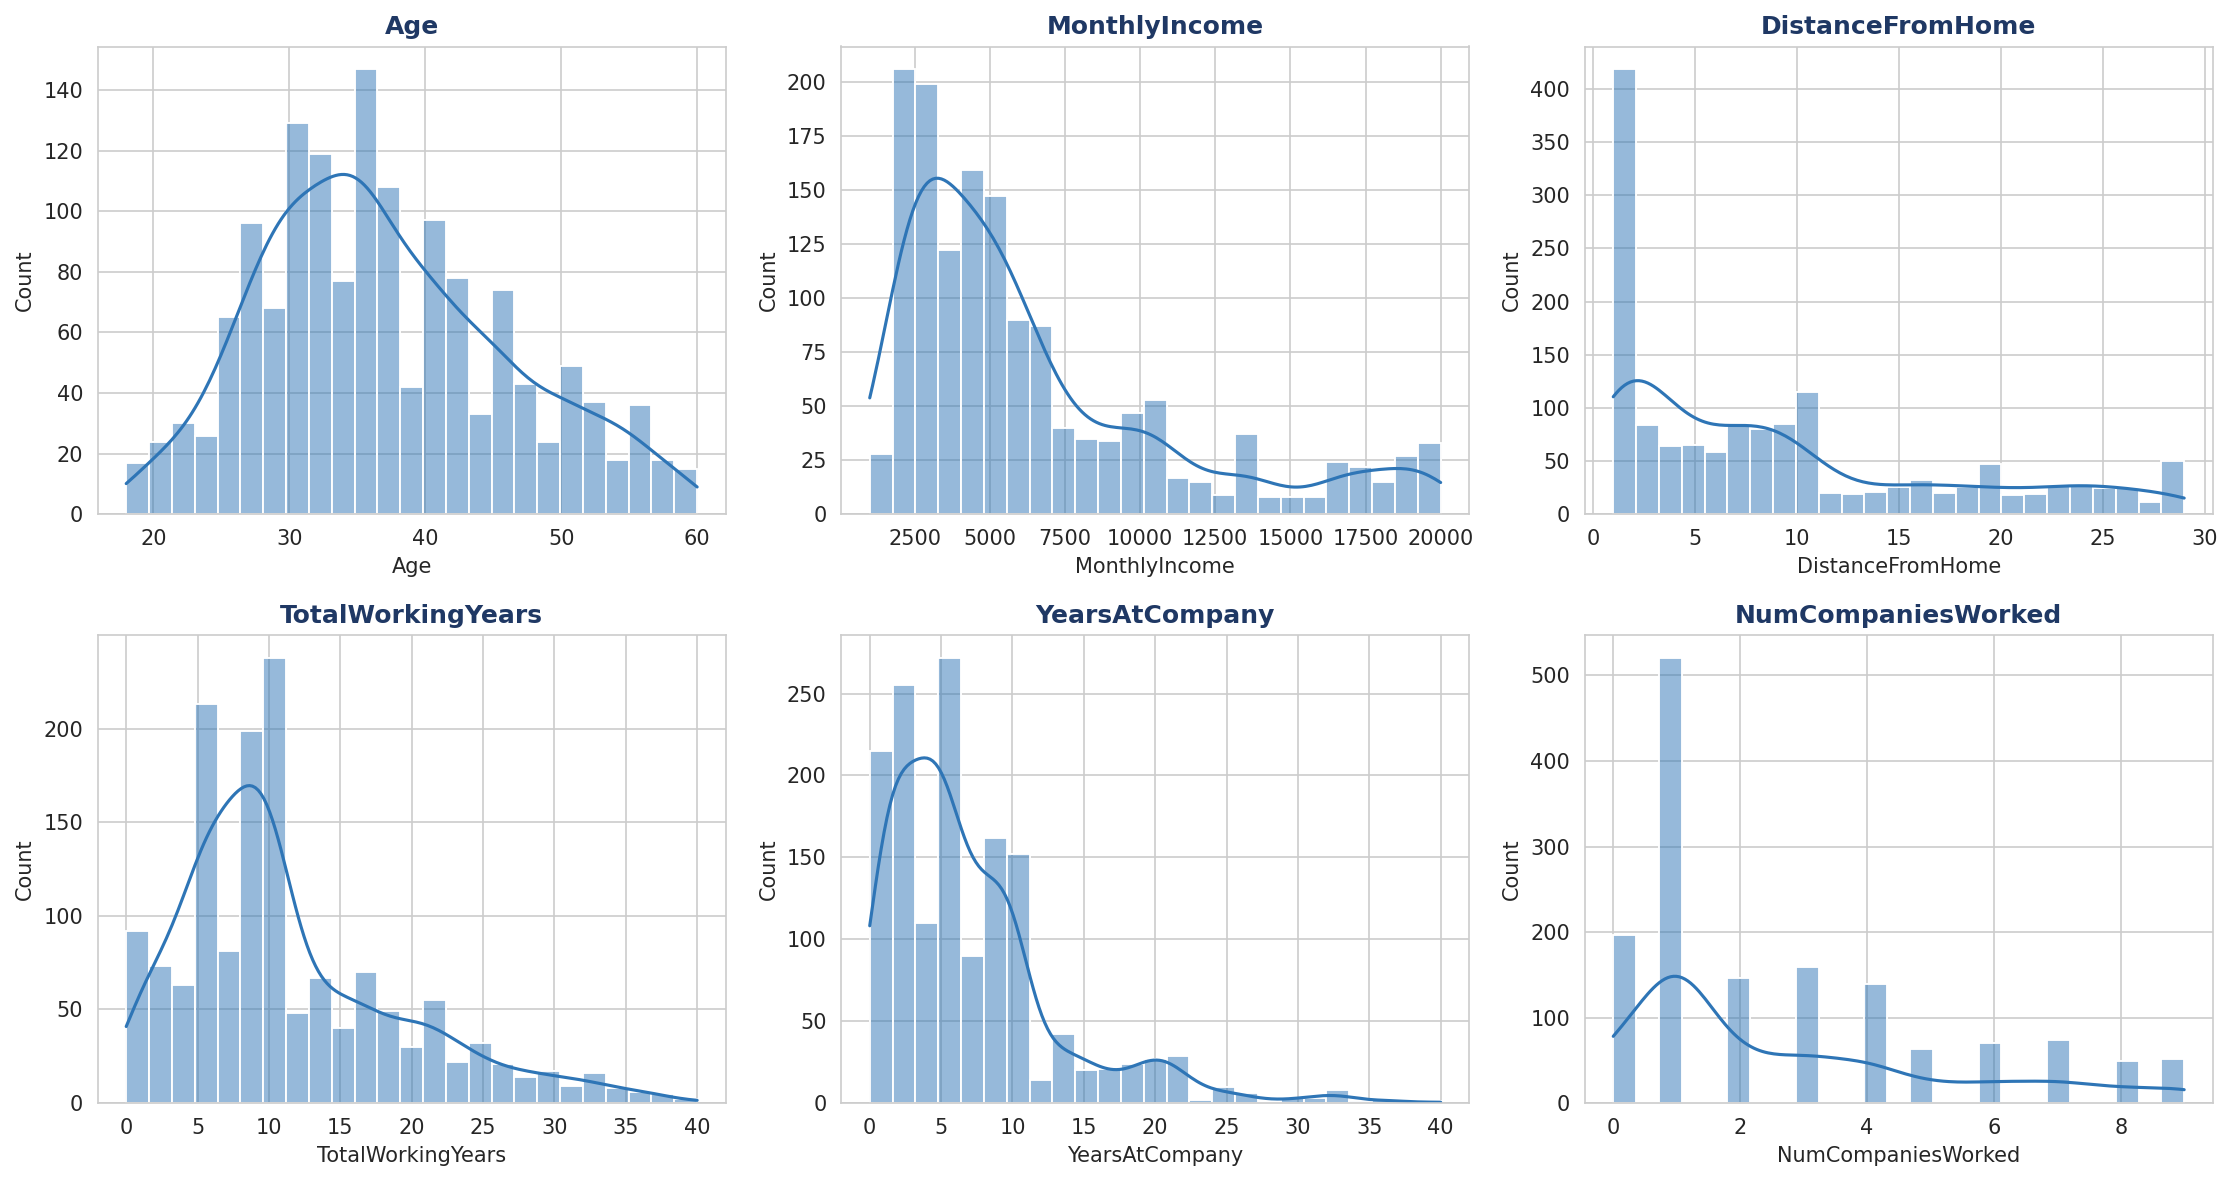 Age
MonthlyIncome
DistanceFromHome
140
120
100
80
60
40
20
0
Count
20 30 40 50 60
Age
200
175
150
125
100
75
50
25
0
Count
2500 5000 7500 10000 12500 15000 17500 20000
MonthlyIncome
400
350
300
250
200
150
100
50
0
Count
0 5 10 15 20 25 30
DistanceFromHome
TotalWorkingYears
YearsAtCompany
NumCompaniesWorked
200
150
100
50
0
Count
0 5 10 15 20 25 30 35 40
TotalWorkingYears
250
200
150
100
50
0
Count
0 5 10 15 20 25 30 35 40
YearsAtCompany
500
400
300
200
100
0
Count
0 2 4 6 8
NumCompaniesWorked